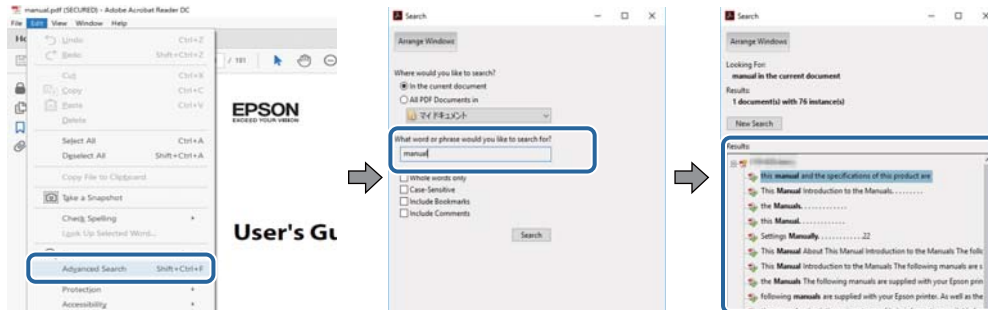 manual.pdf (SECURED) - Adobe Acrobat Reader DC
File Edit View Window Help
Undo Ctrl+Z
Redo Shift+Ctrl+Z
Cut Ctrl+X
Copy Ctrl+C
Paste Ctrl+V
Delete
Select All Ctrl+A
Deselect All Shift+Ctrl+A
Copy File to Clipboard
Take a Snapshot
Check Spelling
Look Up Selected Word...
Advanced Search Shift+Ctrl+F
Protection
Accessibility
/ 191
EPSON
EXCEED YOUR VISION
User's Gu
Search
Arrange Windows
Where would you like to search?
In the current document
All PDF Documents in
マイ ドキュメント
What word or phrase would you like to search for?
manual
Whole words only
Case-Sensitive
Include Bookmarks
Include Comments
Search
Search
Arrange Windows
Looking For:
manual in the current document
Results:
1 document(s) with 76 instance(s)
New Search
Results:
this manual and the specifications of this product are
This Manual Introduction to the Manuals. . . . . . . . .
the Manuals. . . . . . . . . . . . .
this Manual. . . . . . . . . . . . .
Settings Manually. . . . . . . . . . . . .22
This Manual About This Manual Introduction to the Manuals The follo
This Manual Introduction to the Manuals The following manuals are s
the Manuals The following manuals are supplied with your Epson prin
following manuals are supplied with your Epson printer. As well as the